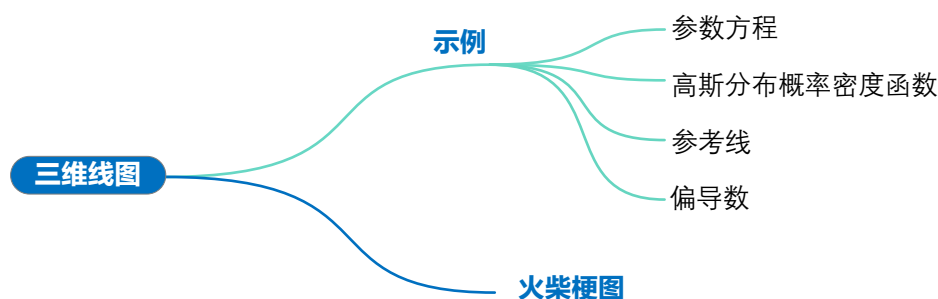 三维线图
示例
参数方程
高斯分布概率密度函数
参考线
偏导数
火柴梗图